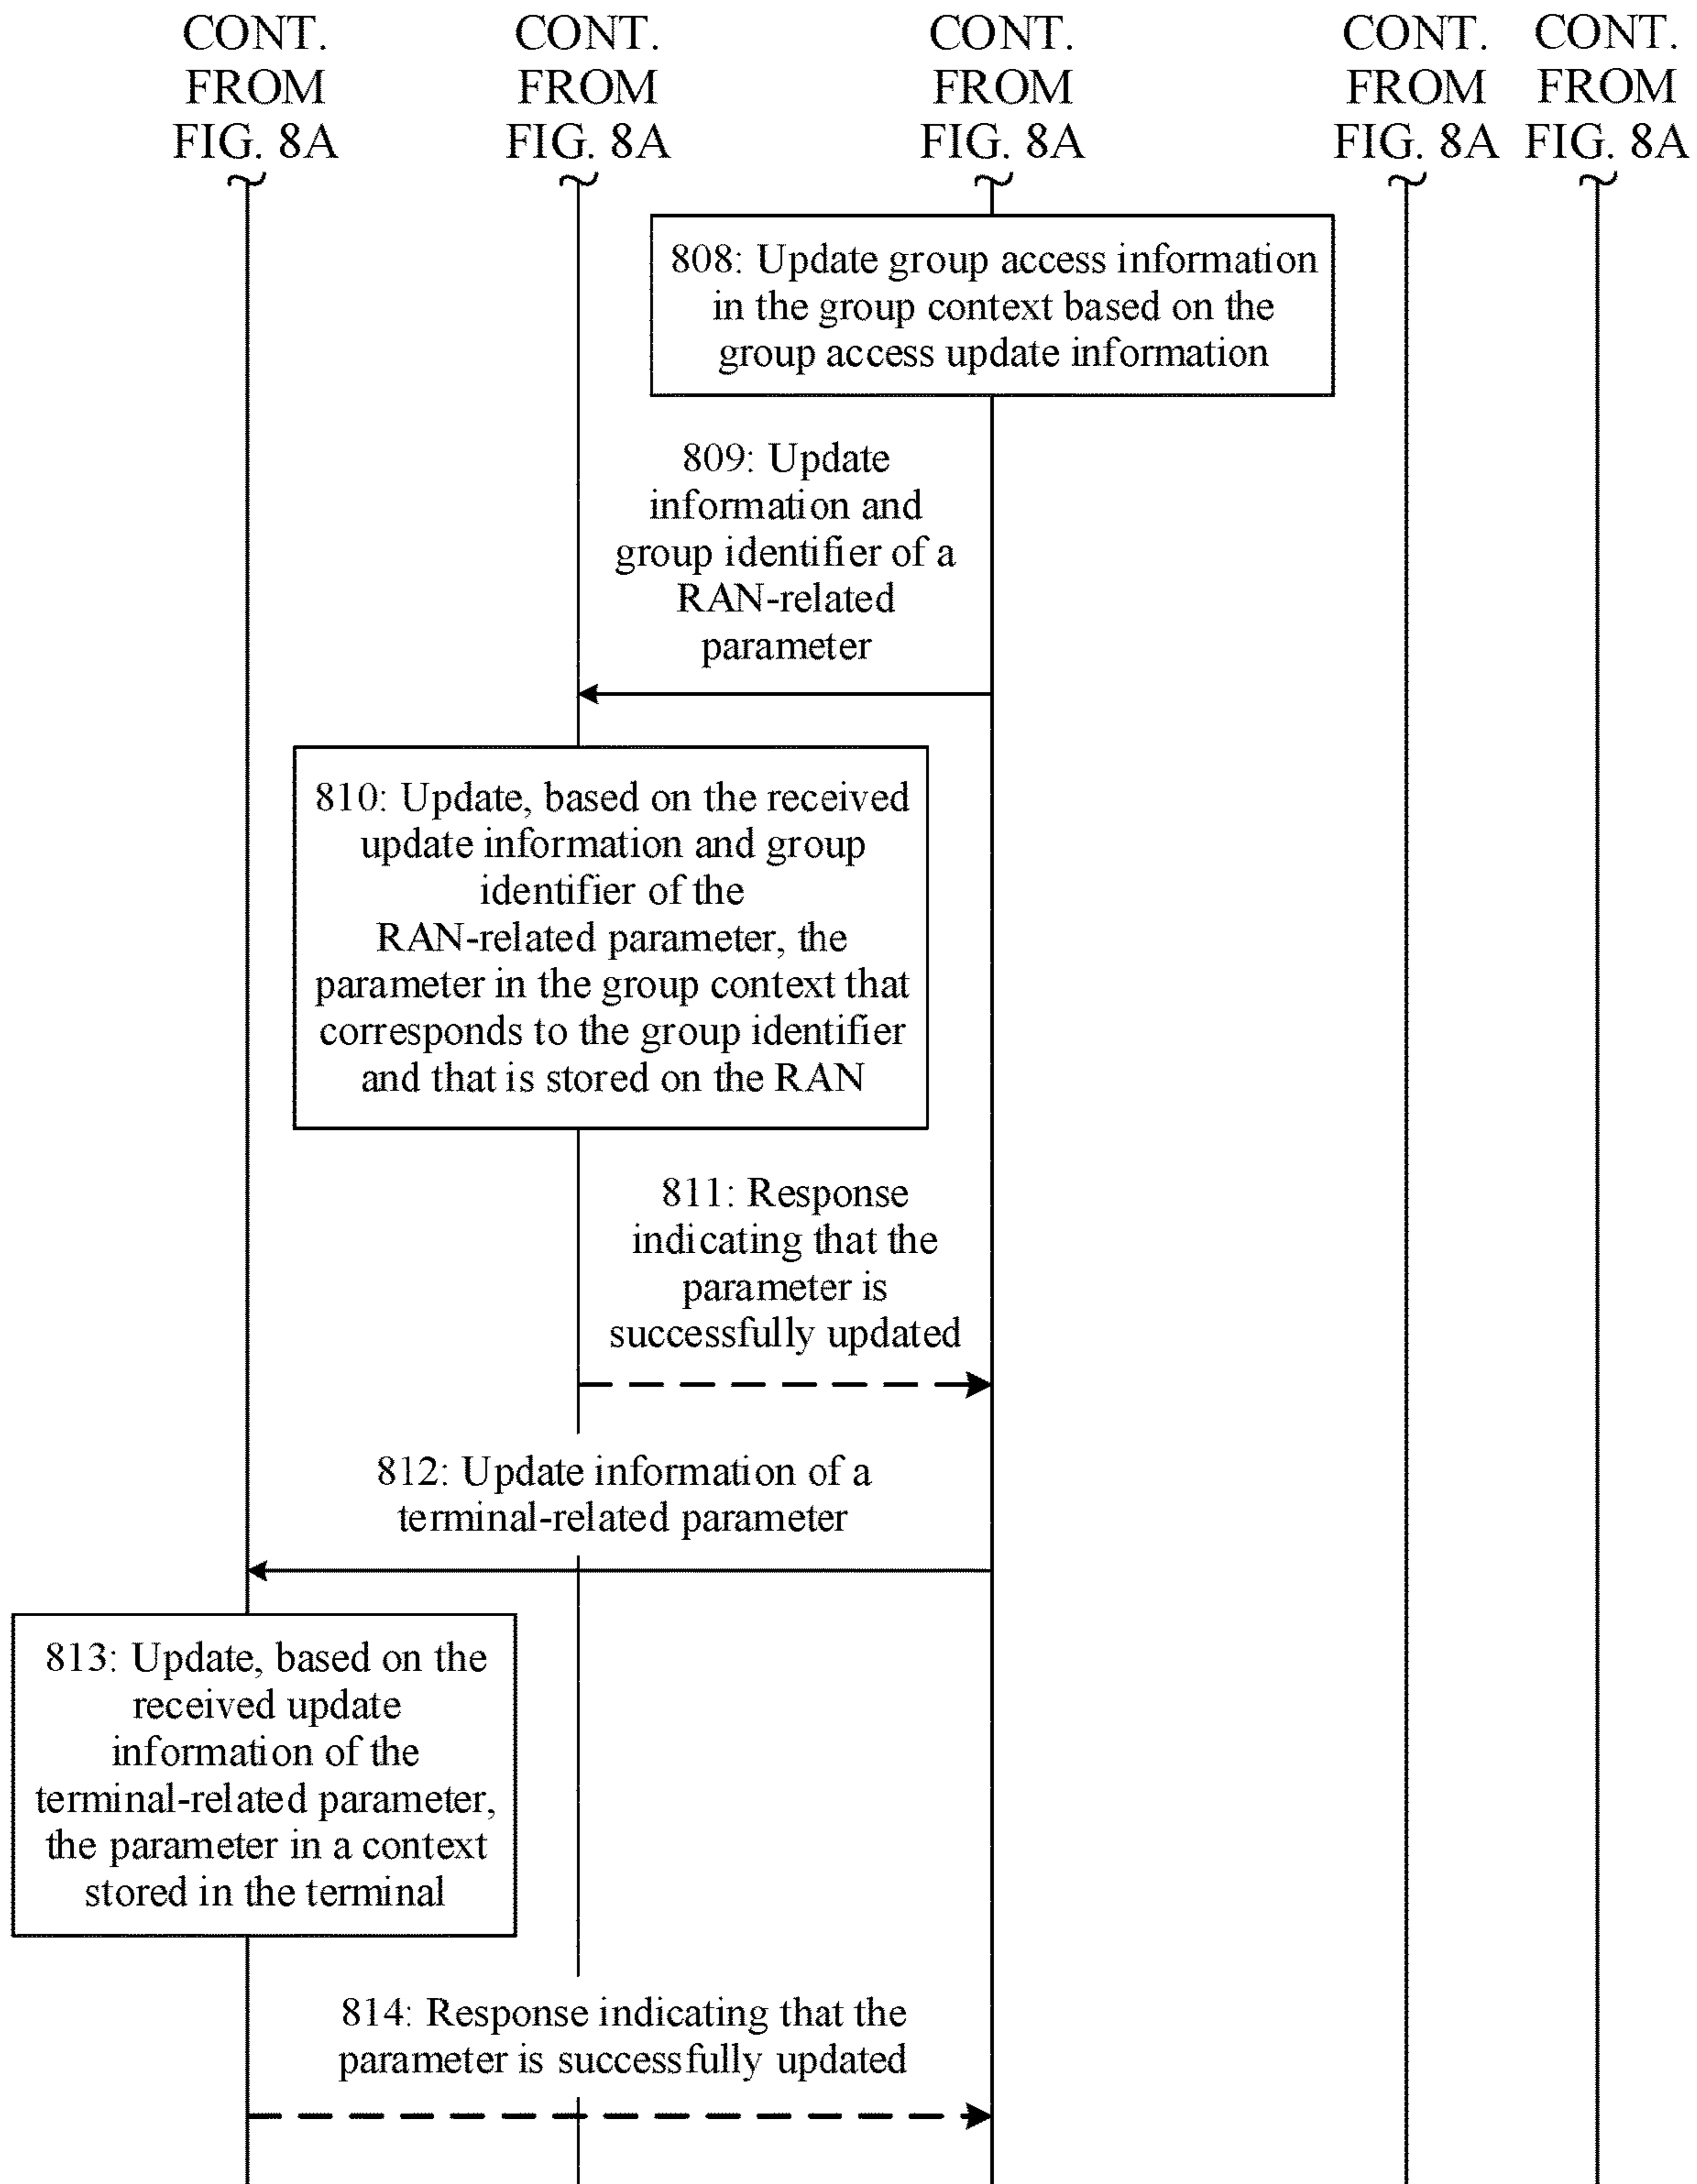 CONT. CONT. CONT. CONT. CONT.
FROM FROM FROM FROM FROM
FIG. 8A FIG. 8A FIG. 8A FIG. 8A FIG. 8A
808: Update group access information
in the group context based on the
group access update information
809: Update
information and
group identifier of a
RAN-related
parameter
810: Update, based on the received
update information and group
identifier of the
RAN-related parameter, the
parameter in the group context that
corresponds to the group identifier
and that is stored on the RAN
811: Response
indicating that the
parameter is
successfully updated
812: Update information of a
terminal-related parameter
813: Update, based on the
received update
information of the
terminal-related parameter,
the parameter in a context
stored in the terminal
814: Response indicating that the
parameter is successfully updated